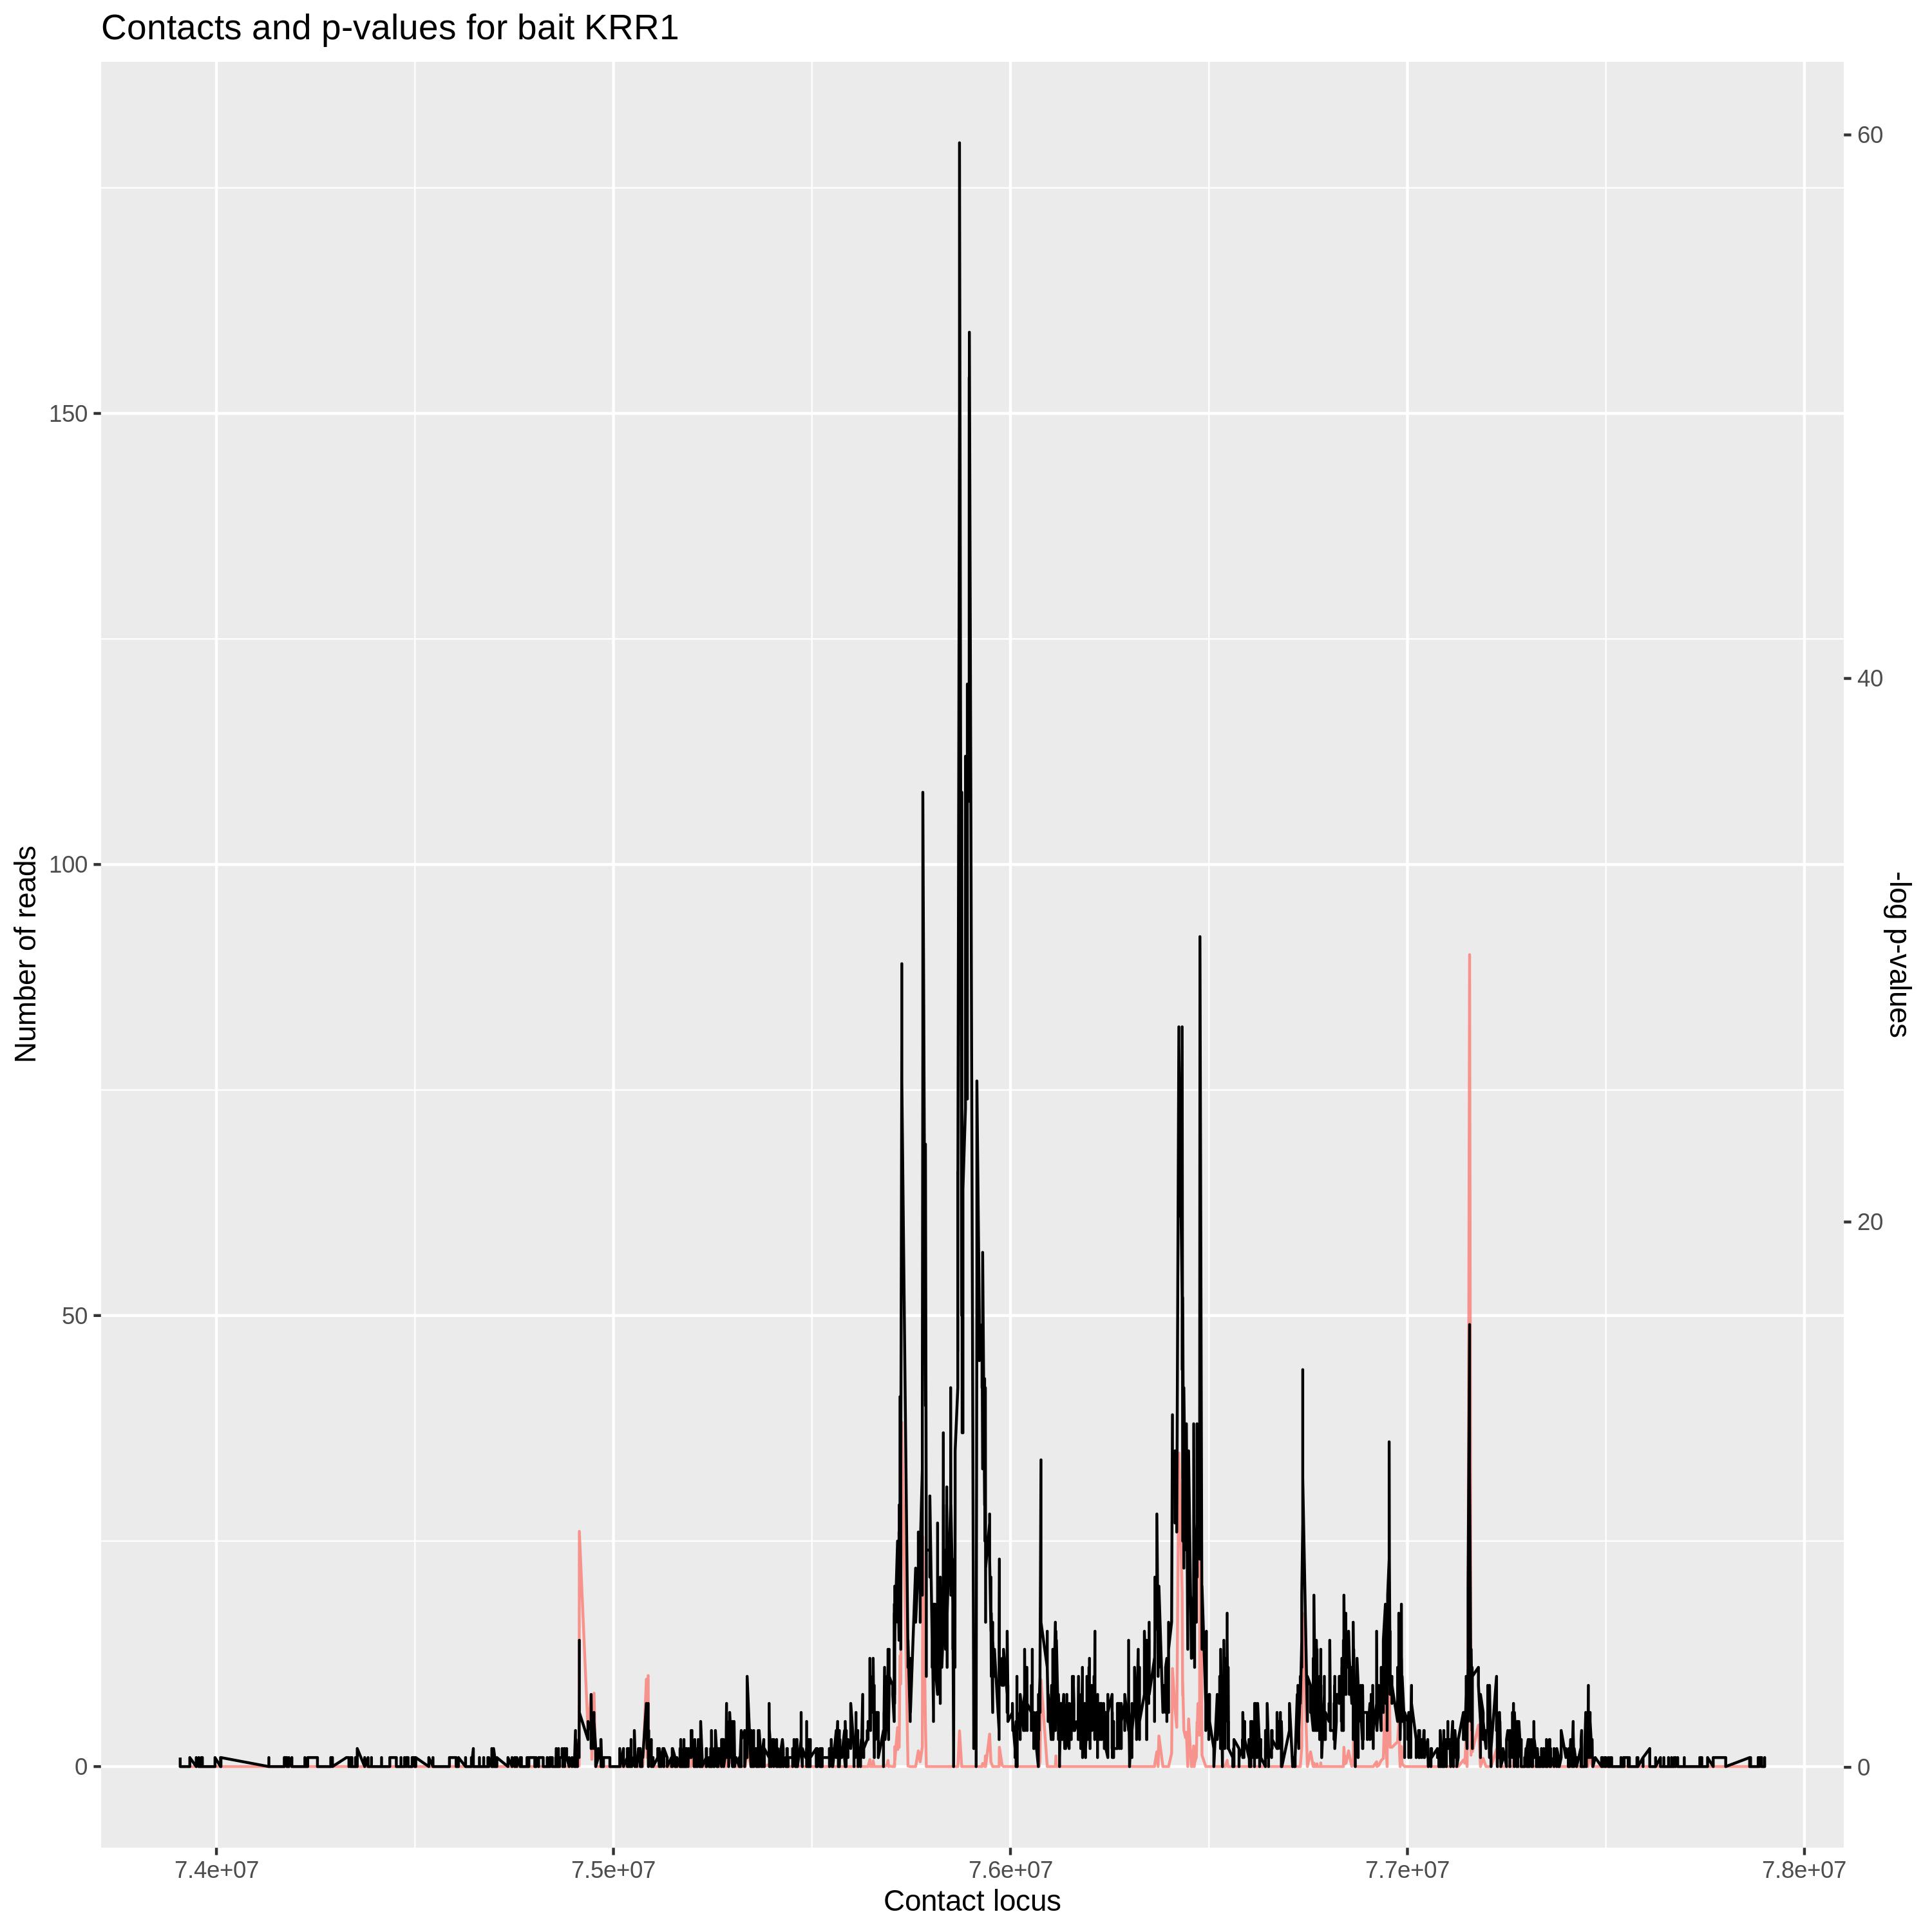 Contacts and p-values for bait KRR1
60
150
40
100
Number of reads
-log p-values
20
50
0
0
7.4e+07 7.5e+07 7.6e+07 7.7e+07 7.8e+07
Contact locus